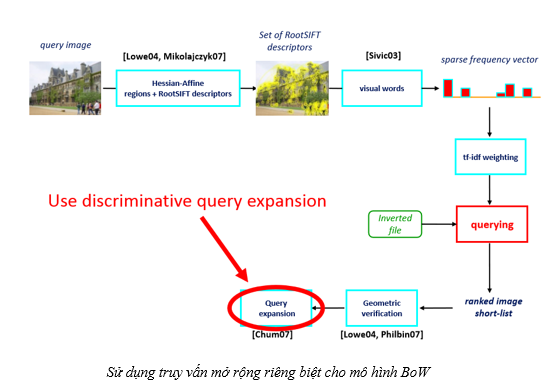 query image
[Lowe04, Mikolajczyk07]
Hessian-Affine
regions + RootSIFT descriptors
Set of RootSIFT
descriptors
[Sivic03]
visual words
sparse frequency vector
tf-idf weighting
Use discriminative query expansion
Inverted
file
querying
Query
expansion
[Chum07]
Geometric
verification
[Lowe04, Philbin07]
ranked image
short-list
Sử dụng truy vấn mở rộng riêng biệt cho mô hình BoW